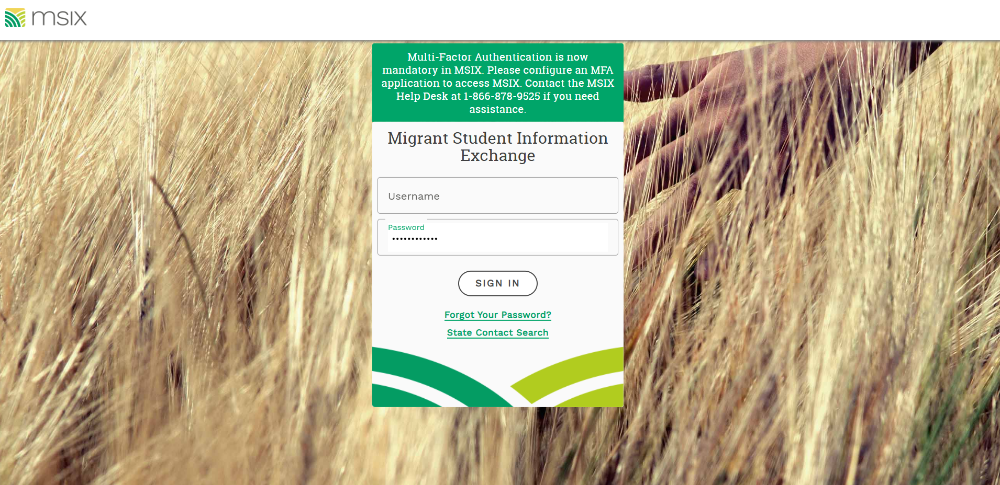 msix
Multi-Factor Authentication is now
mandatory in MSIX. Please configure an MFA
application to access MSIX. Contact the MSIX
Help Desk at 1-866-878-9525 if you need
assistance.
Migrant Student Information
Exchange
Username
Password
••••••••••••
SIGN IN
Forgot Your Password?
State Contact Search